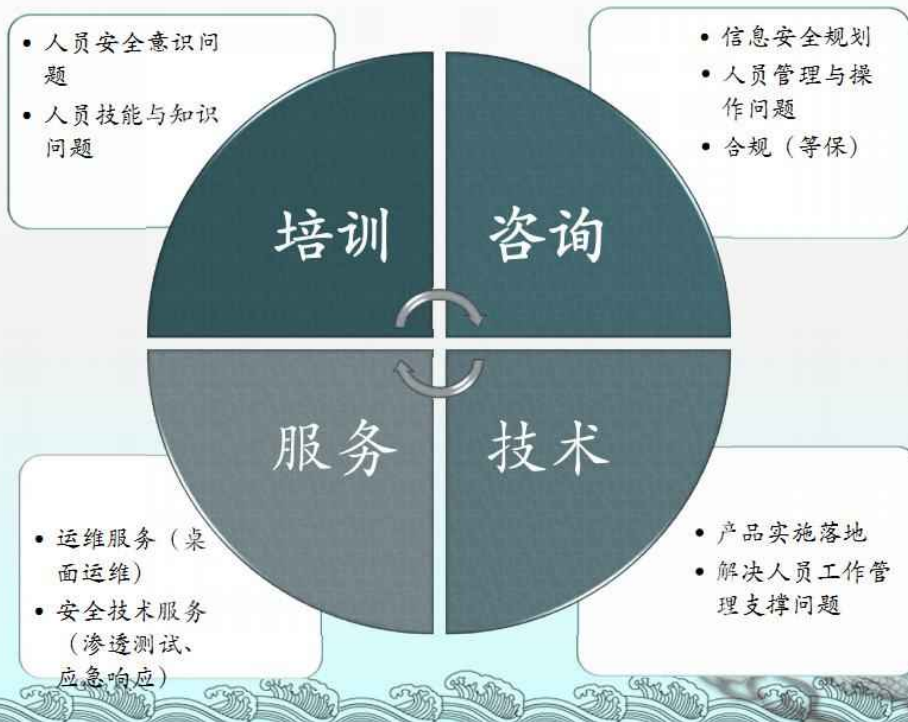 • 人员安全意识问
题
• 人员技能与知识
问题
• 信息安全规划
• 人员管理与操
作问题
• 合规（等保）
培训
咨询
服务
技术
• 运维服务（桌
面运维）
• 安全技术服务
（渗透测试、
应急响应）
• 产品实施落地
• 解决人员工作管
理支撑问题